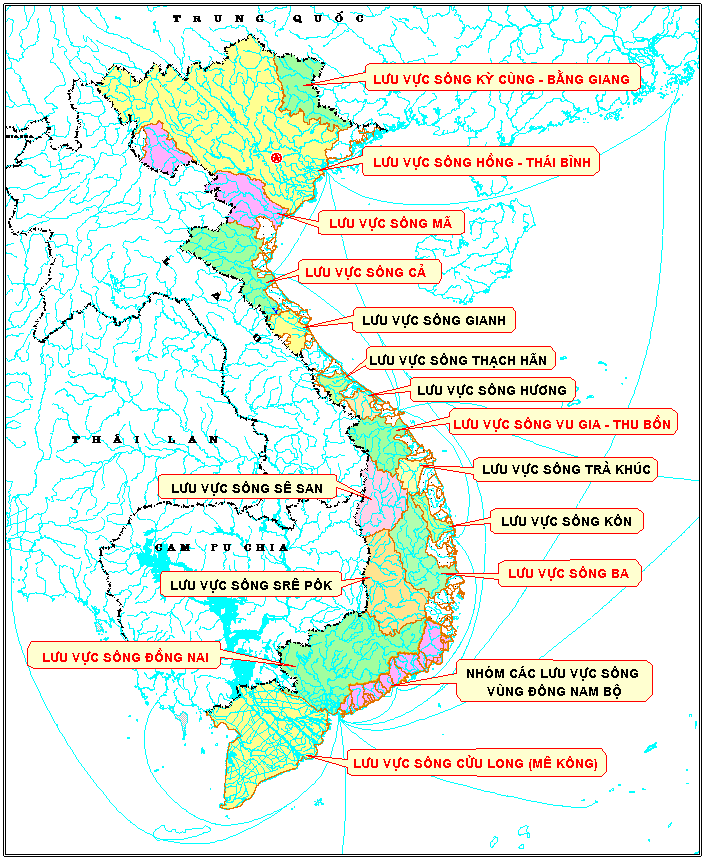 TRUNG QUỐC
LƯU VỰC SÔNG KỲ CÙNG - BẰNG GIANG
LƯU VỰC SÔNG HỒNG - THÁI BÌNH
LƯU VỰC SÔNG MÃ
LƯU VỰC SÔNG CẢ
LÀO
LƯU VỰC SÔNG GIANH
LƯU VỰC SÔNG THẠCH HÃN
LƯU VỰC SÔNG HƯƠNG
LƯU VỰC SÔNG VU GIA - THU BỒN
THÁI LAN
LƯU VỰC SÔNG TRÀ KHÚC
LƯU VỰC SÔNG SÊ SAN
LƯU VỰC SÔNG KÔN
CAM PU CHIA
LƯU VỰC SÔNG BA
LƯU VỰC SÔNG SRÊ PÔK
LƯU VỰC SÔNG ĐỒNG NAI
NHÓM CÁC LƯU VỰC SÔNG
VÙNG ĐÔNG NAM BỘ
LƯU VỰC SÔNG CỬU LONG (MÊ KÔNG)